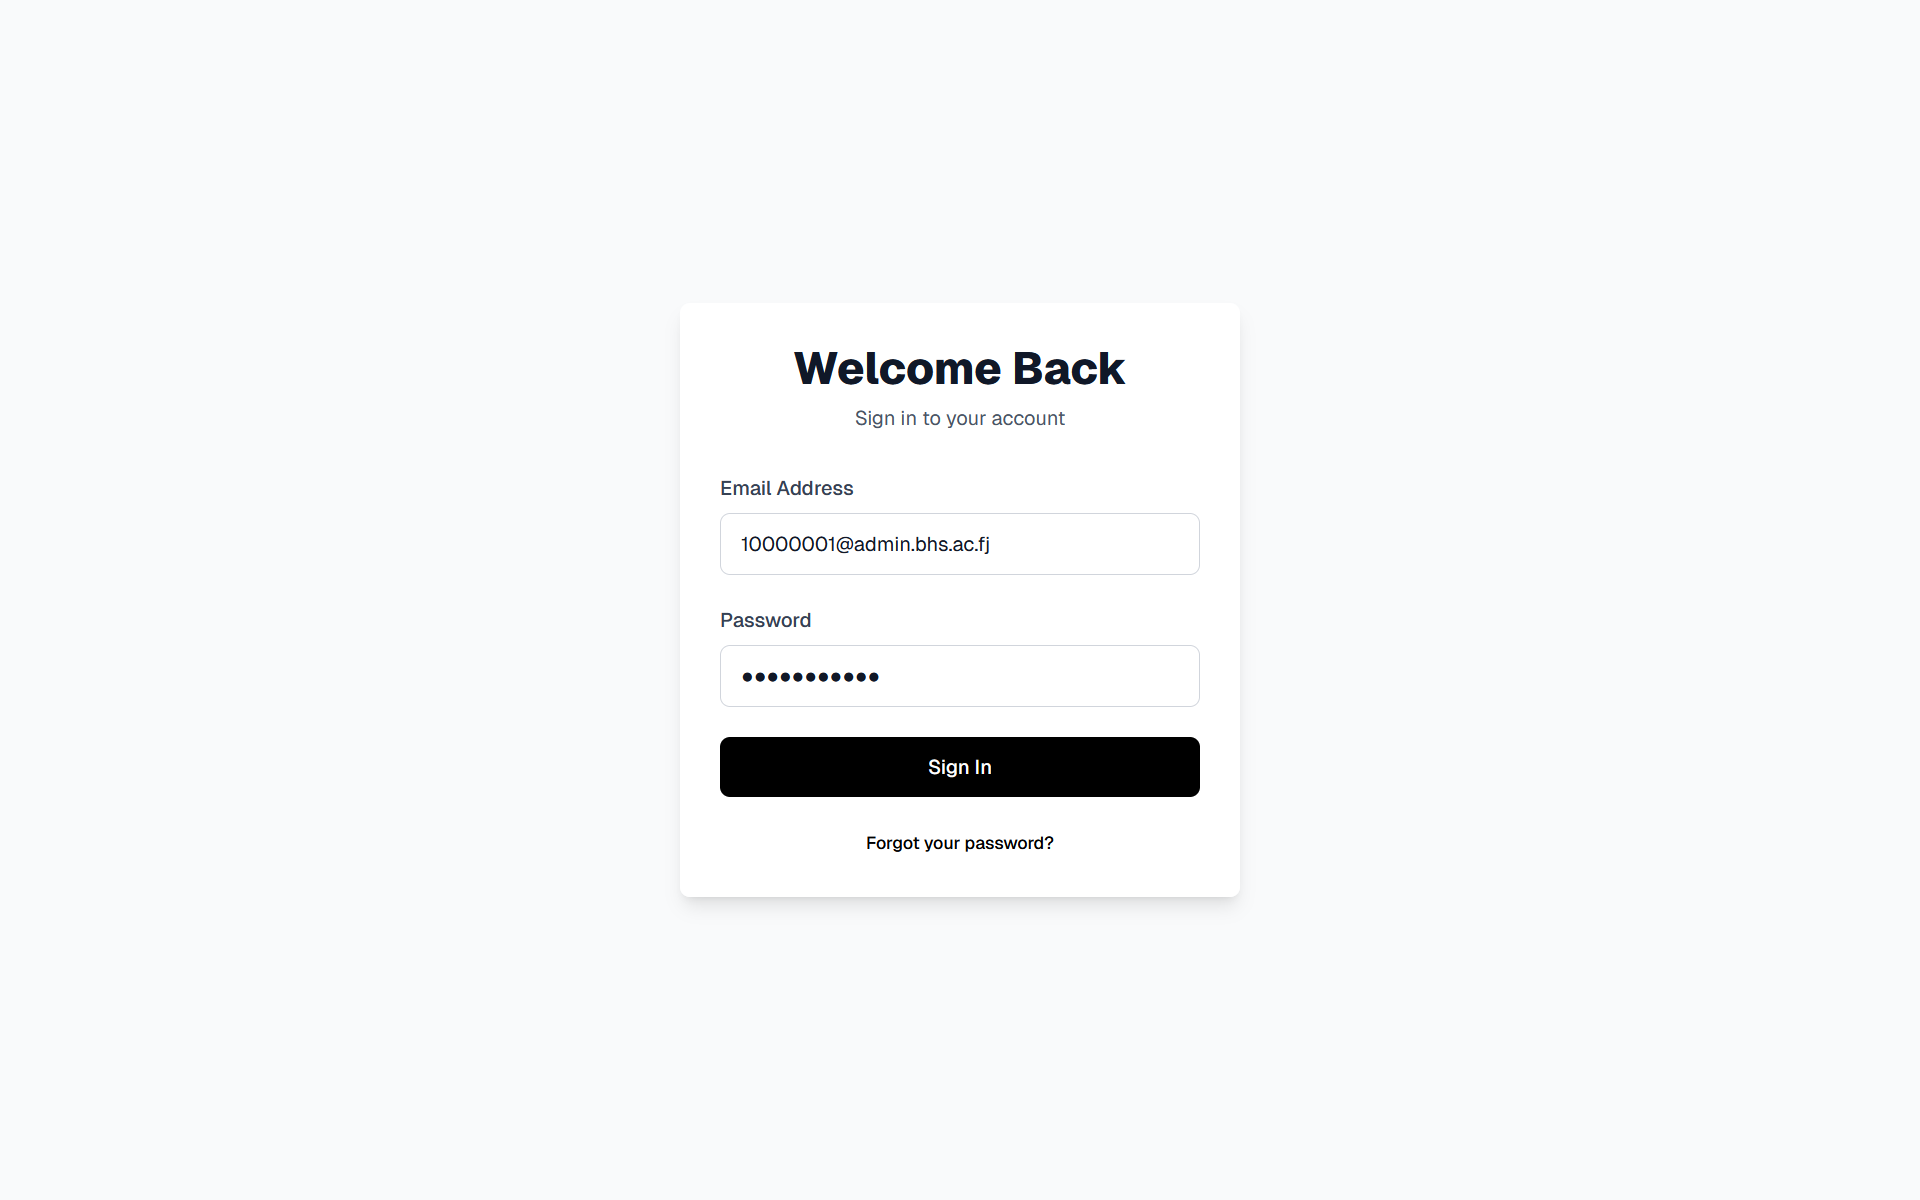 Welcome Back
Sign in to your account
Email Address
10000001@admin.bhs.ac.fj
Password
●●●●●●●●●●●
Sign In
Forgot your password?